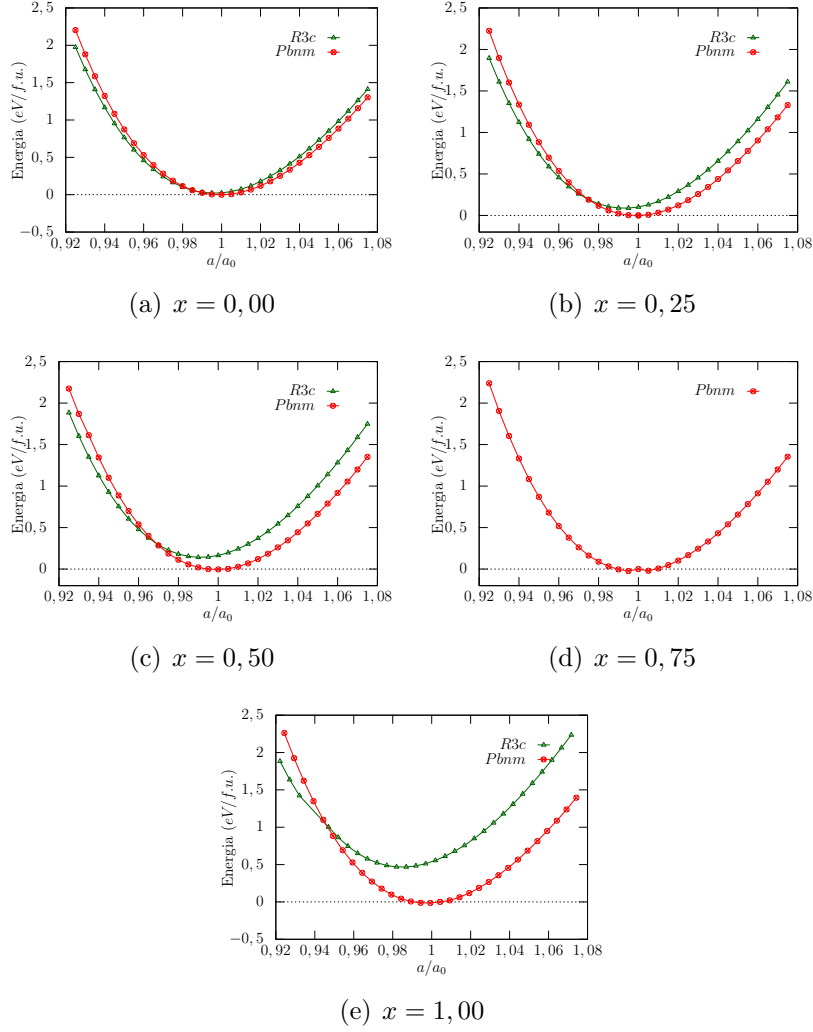 2, 5
2
1, 5
1
0, 5
0
−0, 5
Energia (eV/f.u.)
R3c
Pbnm
0, 92 0, 94 0, 96 0, 98 1 1, 02 1, 04 1, 06 1, 08
a/a0
(a) x = 0, 00
2, 5
2
1, 5
1
0, 5
0
Energia (eV/f.u.)
R3c
Pbnm
0, 92 0, 94 0, 96 0, 98 1 1, 02 1, 04 1, 06 1, 08
a/a0
(b) x = 0, 25
2, 5
2
1, 5
1
0, 5
0
Energia (eV/f.u.)
R3c
Pbnm
0, 92 0, 94 0, 96 0, 98 1 1, 02 1, 04 1, 06 1, 08
a/a0
(c) x = 0, 50
2, 5
2
1, 5
1
0, 5
0
Energia (eV/f.u.)
Pbnm
0, 92 0, 94 0, 96 0, 98 1 1, 02 1, 04 1, 06 1, 08
a/a0
(d) x = 0, 75
2, 5
2
1, 5
1
0, 5
0
−0, 5
Energia (eV/f.u.)
R3c
Pbnm
0, 92 0, 94 0, 96 0, 98 1 1, 02 1, 04 1, 06 1, 08
a/a0
(e) x = 1, 00